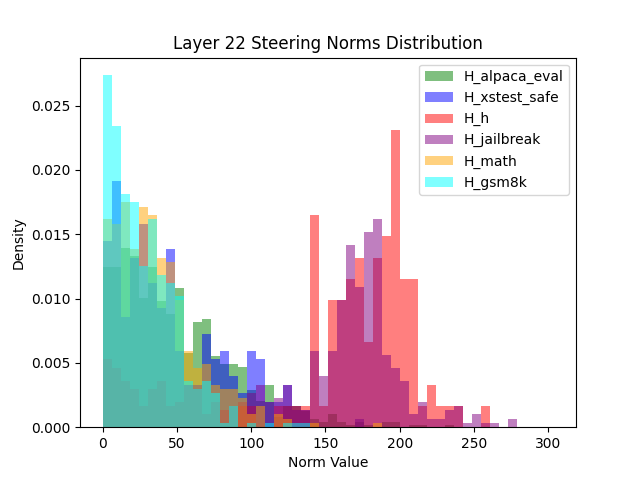 Layer 22 Steering Norms Distribution
H_alpaca_eval
H_xstest_safe
H_h
H_jailbreak
H_math
H_gsm8k
Density
0.025
0.020
0.015
0.010
0.005
0.000
0 50 100 150 200 250 300
Norm Value